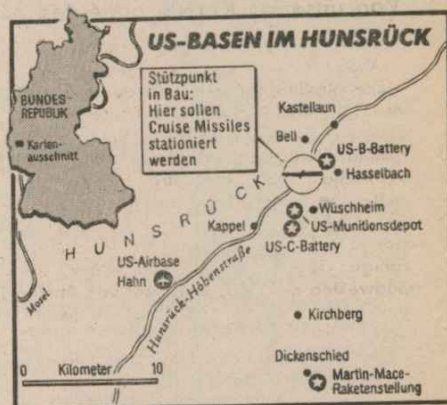 US-BASEN IM HUNSRÜCK
BUNDES-
REPUBLIK
Karten-
ausschnitt
Stützpunkt
in Bau:
Hier sollen
Cruise Missiles
stationiert
werden
Kastellaun
Bell
US-B-Battery
Hasselbach
HUNSRÜCK
Wüschheim
US-Munitionsdepot
Kappel
US-C-Battery
US-Airbase
Hahn
Hunsrück-Höhenstraße
Mosel
Kirchberg
0 Kilometer 10
Dickenschied
Martin-Mace-
Raketenstellung